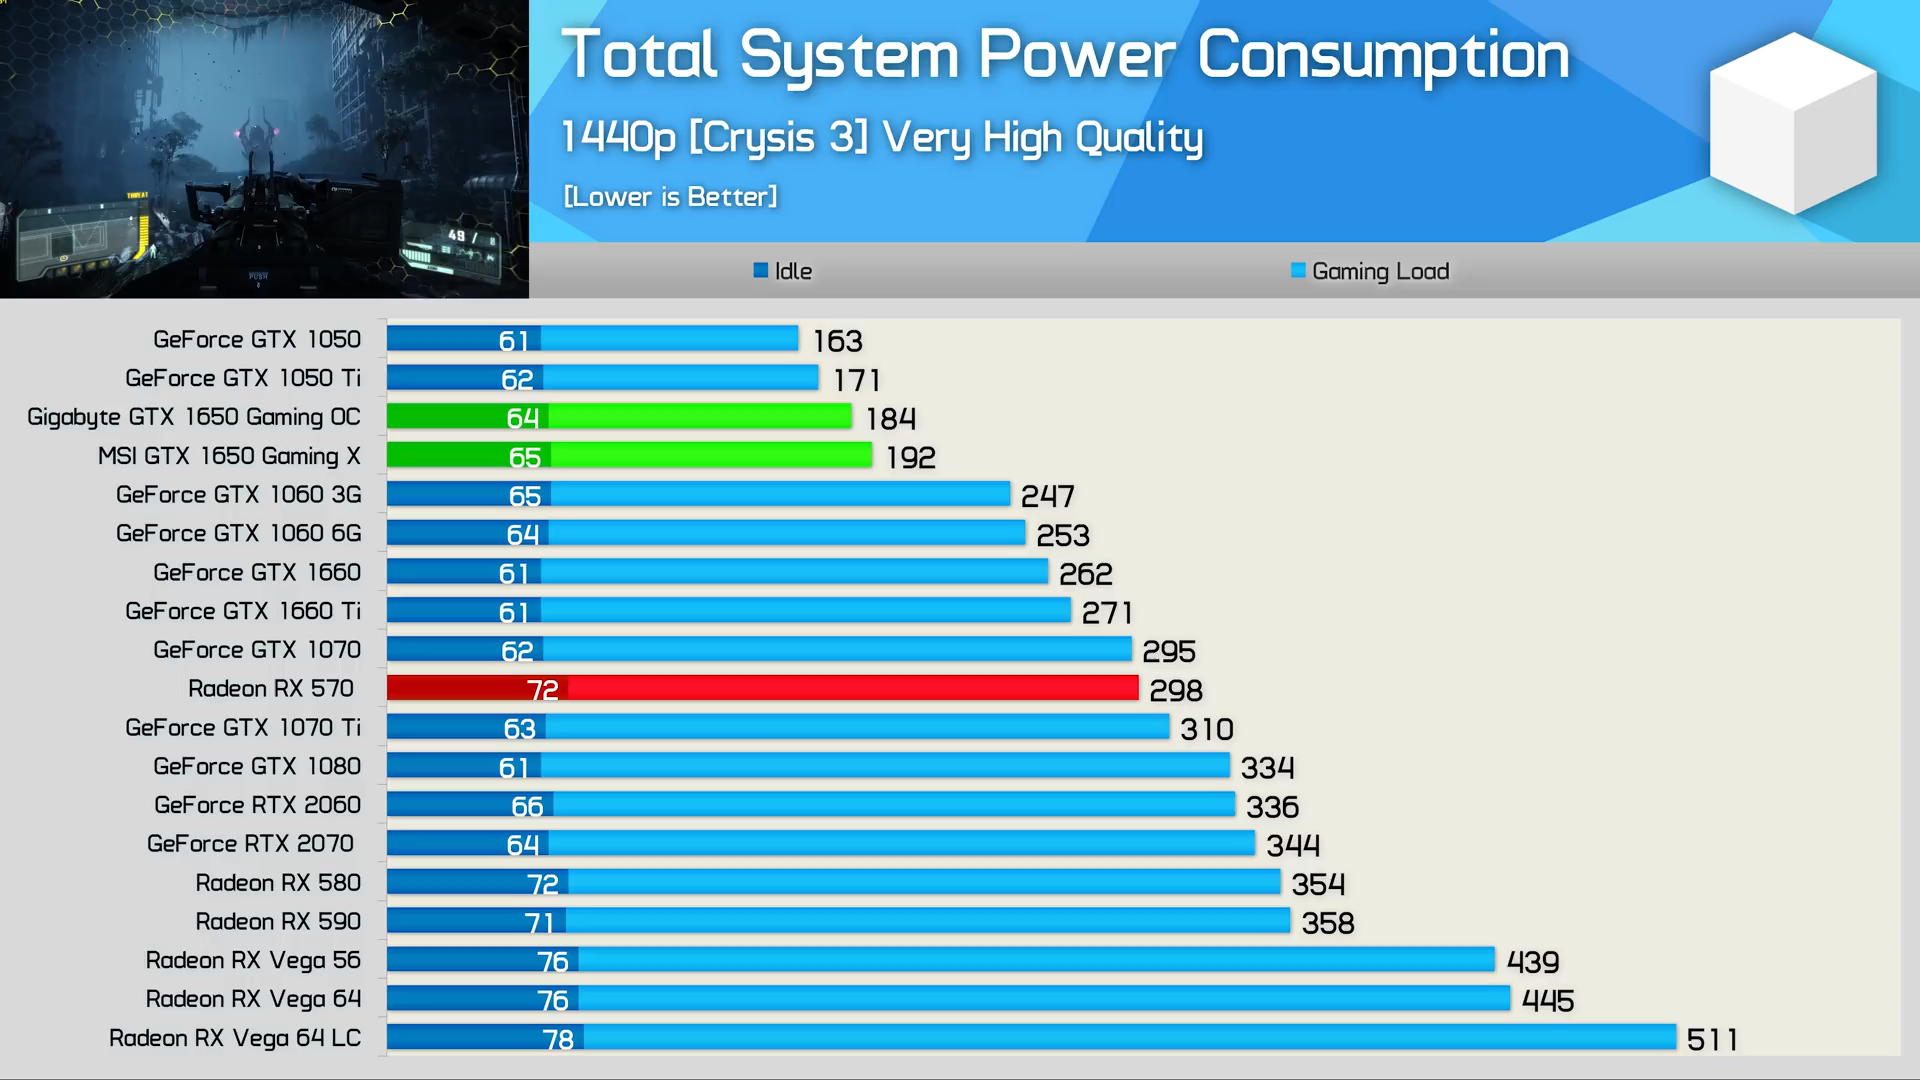 Total System Power Consumption
1440p [Crysis 3] Very High Quality
[Lower is Better]
THREAT
49 / 8
Idle
Gaming Load
GeForce GTX 1050 61 163
GeForce GTX 1050 Ti 62 171
Gigabyte GTX 1650 Gaming OC 64 184
MSI GTX 1650 Gaming X 65 192
GeForce GTX 1060 3G 65 247
GeForce GTX 1060 6G 64 253
GeForce GTX 1660 61 262
GeForce GTX 1660 Ti 61 271
GeForce GTX 1070 62 295
Radeon RX 570 72 298
GeForce GTX 1070 Ti 63 310
GeForce GTX 1080 61 334
GeForce RTX 2060 66 336
GeForce RTX 2070 64 344
Radeon RX 580 72 354
Radeon RX 590 71 358
Radeon RX Vega 56 76 439
Radeon RX Vega 64 76 445
Radeon RX Vega 64 LC 78 511